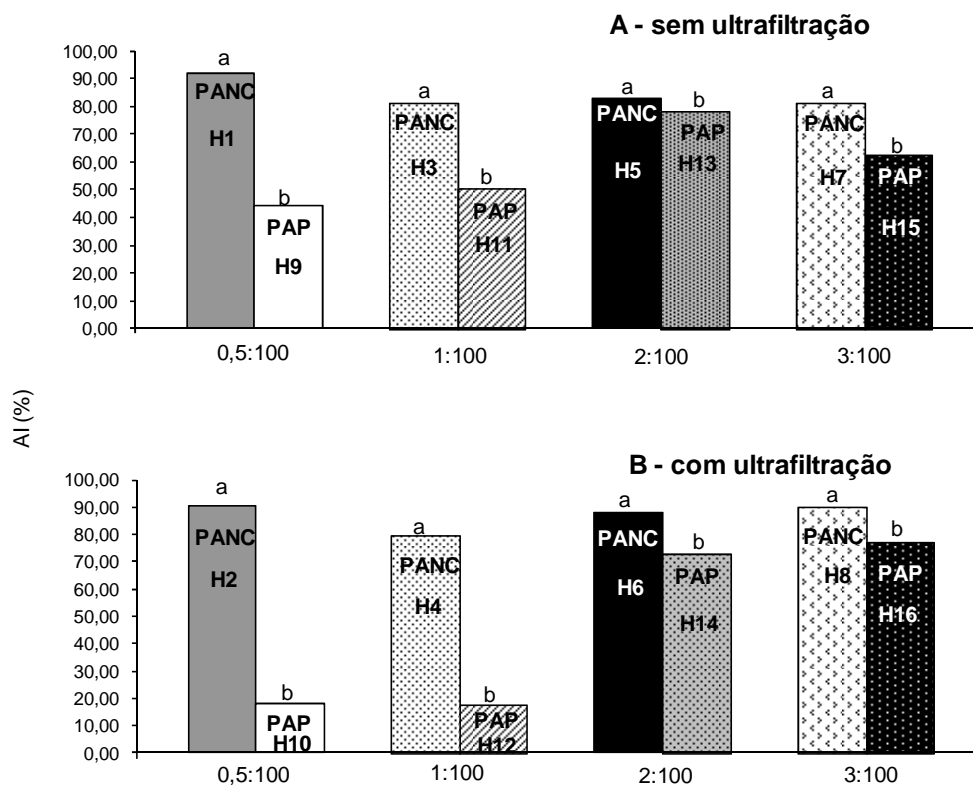 A - sem ultrafiltração
100,00
90,00
80,00
70,00
60,00
50,00
40,00
30,00
20,00
10,00
0,00
a
PANC
H1
b
PAP
H9
a
PANC
H3
b
PAP
H11
a
PANC
H5
b
PAP
H13
a
PANC
H7
b
PAP
H15
0,5:100 1:100 2:100 3:100
AI (%)
B - com ultrafiltração
100,00
90,00
80,00
70,00
60,00
50,00
40,00
30,00
20,00
10,00
0,00
a
PANC
H2
b
PAP
H10
a
PANC
H4
b
PAP
H12
a
PANC
H6
b
PAP
H14
a
PANC
H8
b
PAP
H16
0,5:100 1:100 2:100 3:100